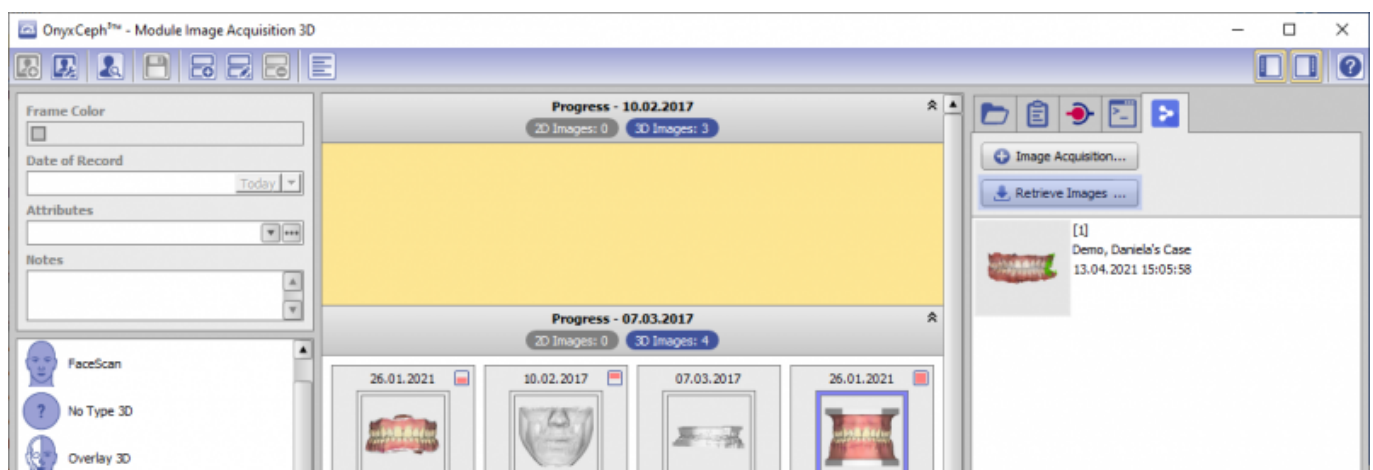 OnyxCeph³™ - Module Image Acquisition 3D
Frame Color
Date of Record
Today
Attributes
Notes
FaceScan
? No Type 3D
Overlay 3D
Progress - 10.02.2017
2D Images: 0 3D Images: 3
Progress - 07.03.2017
2D Images: 0 3D Images: 4
26.01.2021 10.02.2017 07.03.2017 26.01.2021
Image Acquisition...
Retrieve Images ...
[1]
Demo, Daniela's Case
13.04.2021 15:05:58